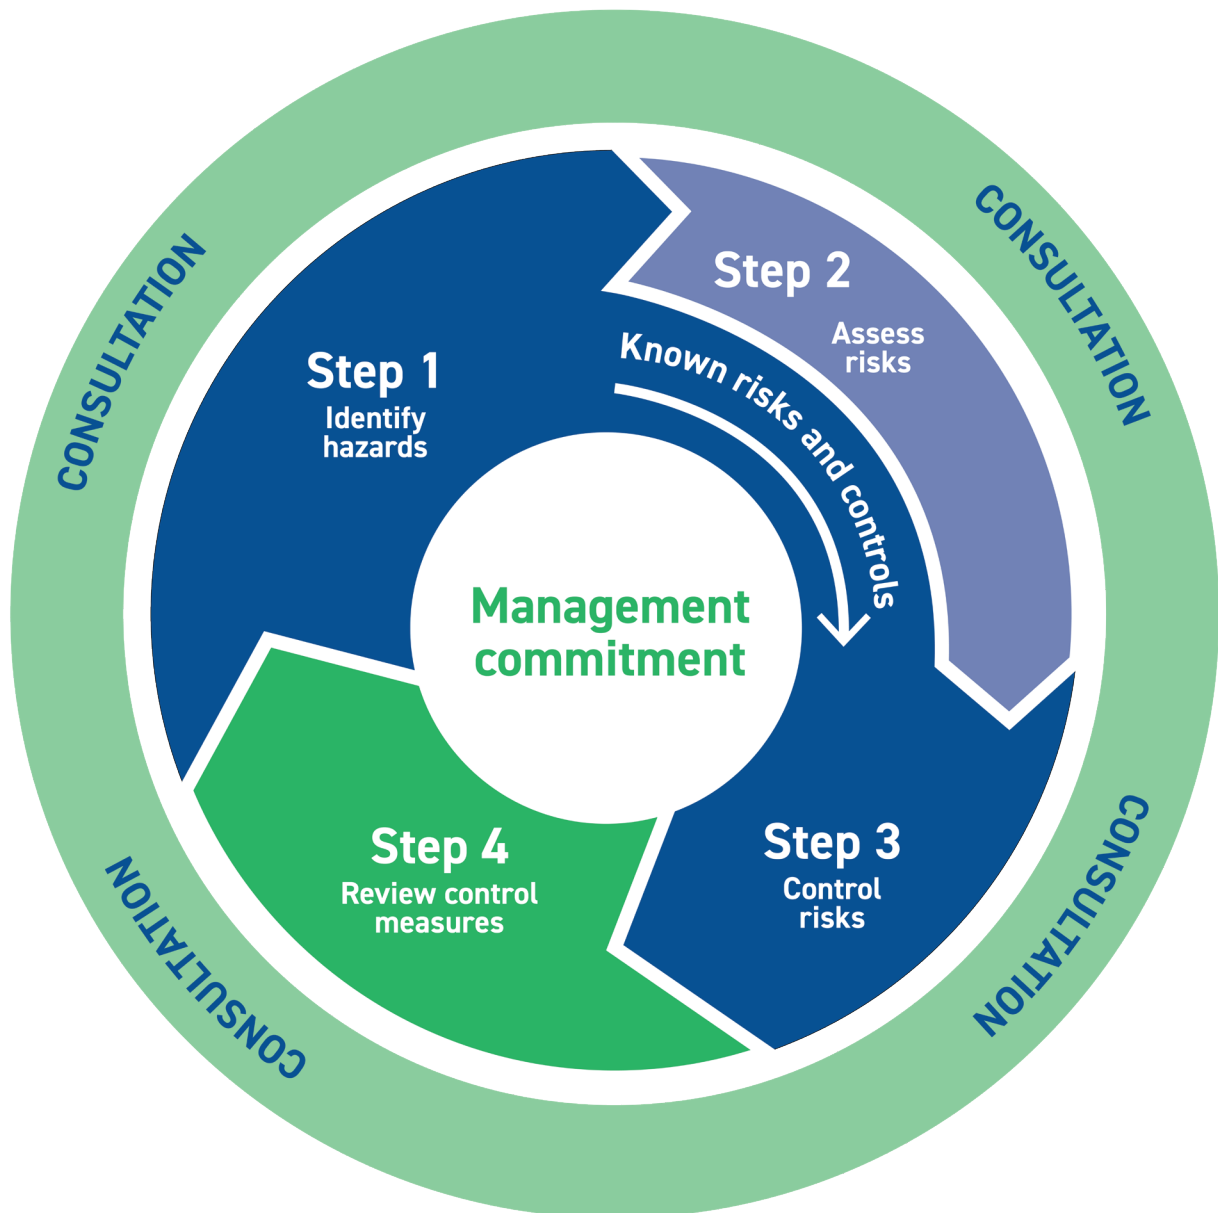 CONSULTATION
CONSULTATION
Step 1
Identify
hazards
Step 2
Assess
risks
Known risks and controls
Management
commitment
Step 3
Control
risks
Step 4
Review control
measures
CONSULTATION
CONSULTATION